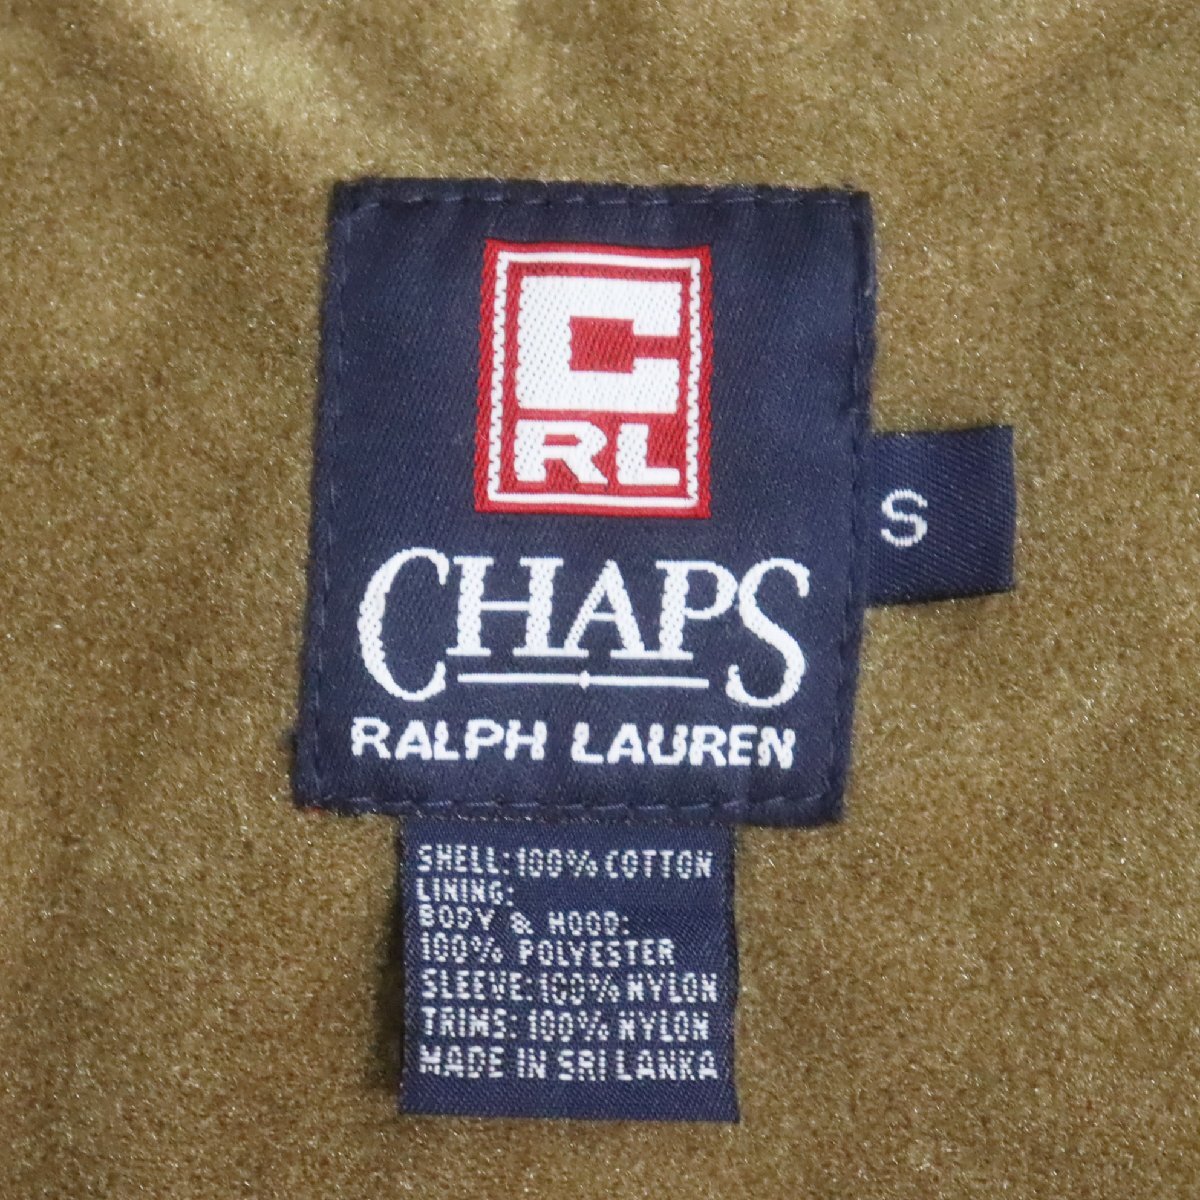 C
RL
CHAPS
RALPH LAUREN
S
SHELL: 100% COTTON
LINING:
BODY & HOOD:
100% POLYESTER
SLEEVE: 100% NYLON
TRIMS: 100% NYLON
MADE IN SRI LANKA